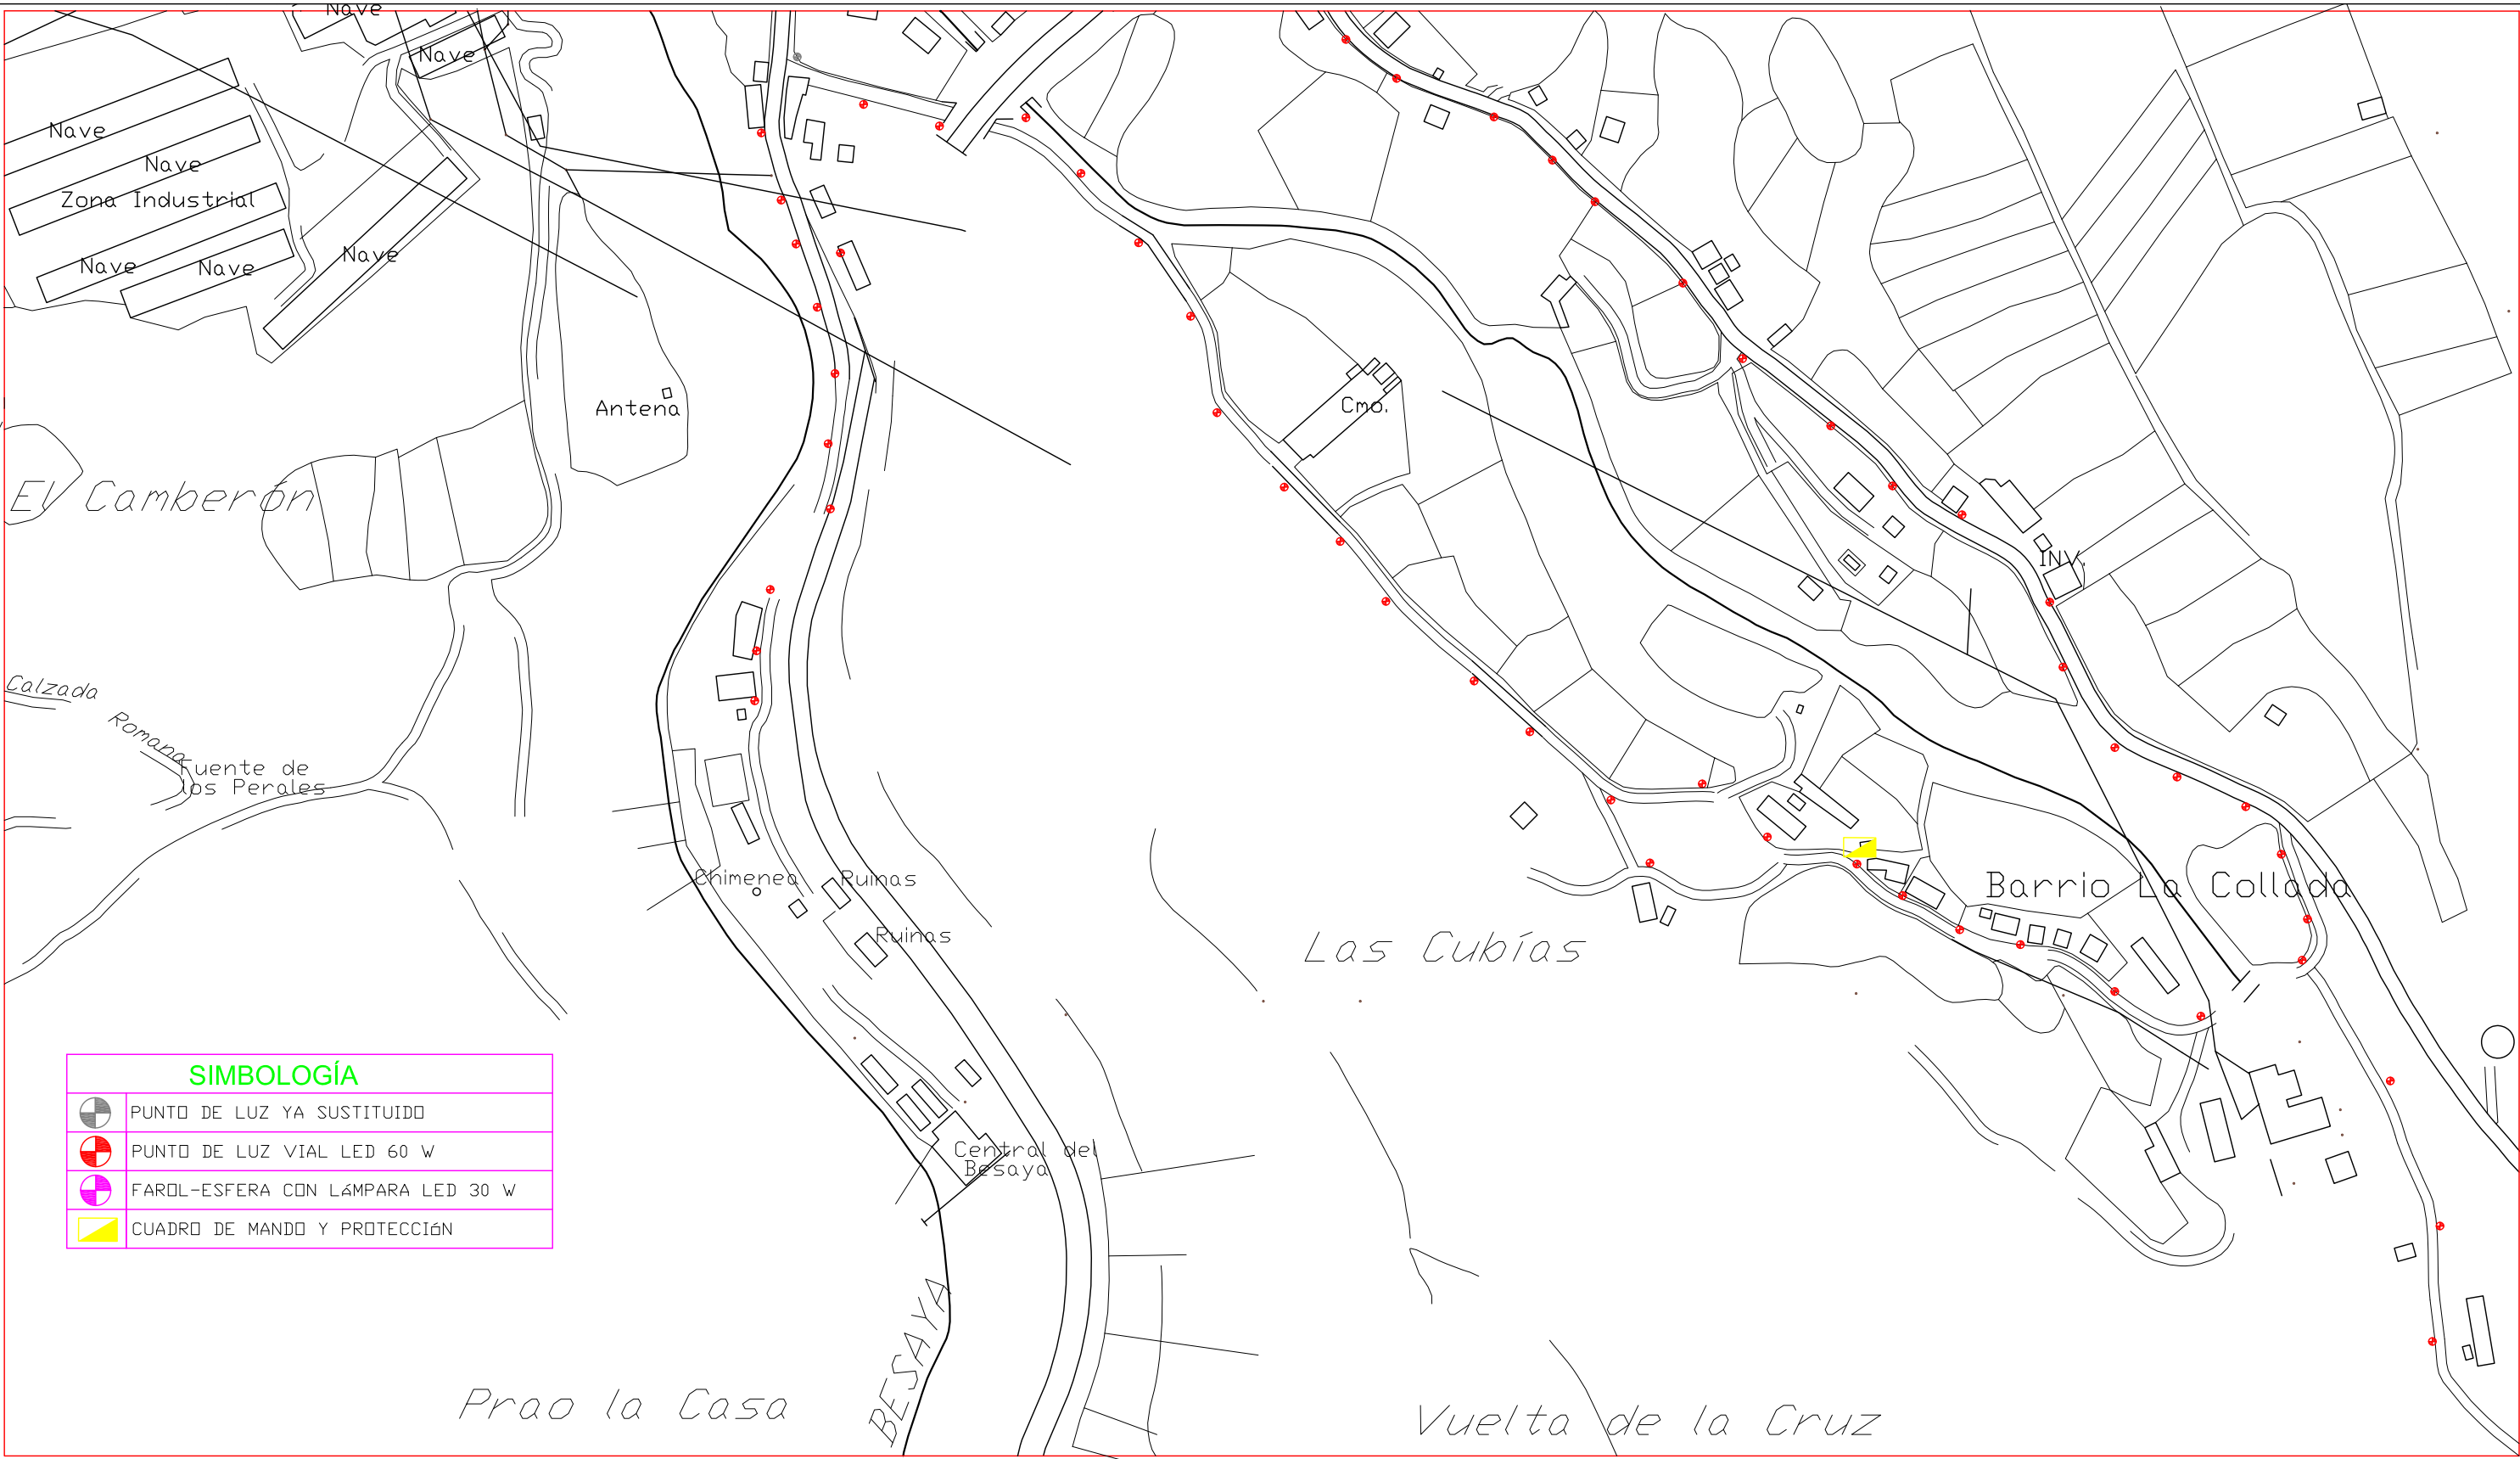 Nave
Nave
Nave
Nave
Zona Industrial
Nave
Nave
Nave
Antena
Cmo.
El Camberón
INV.
Calzada
Romana
Fuente de
los Perales
Chimenea
Ruinas
Ruinas
Barrio La Collada
Las Cubías
SIMBOLOGÍA
PUNTO DE LUZ YA SUSTITUIDO
PUNTO DE LUZ VIAL LED 60 W
FAROL-ESFERA CON LáMPARA LED 30 W
CUADRO DE MANDO Y PROTECCIóN
Central del
Besaya
BESAYA
Prao la Casa
Vuelta de la Cruz